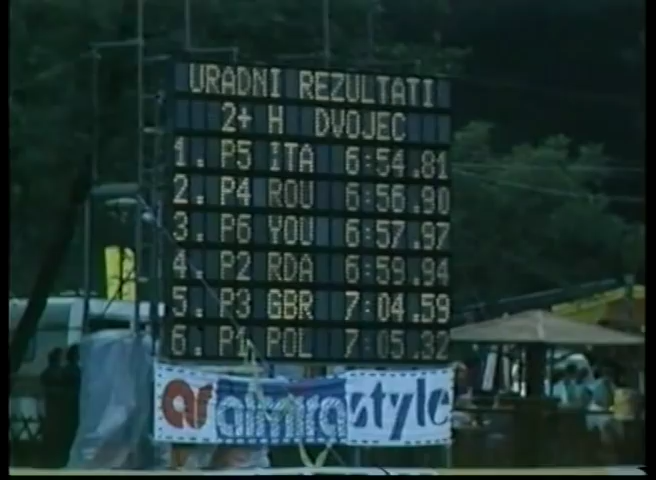 URADNI REZULTATI
2+ H DVOJEC
1. P5 ITA 6:54.81
2. P4 ROU 6:56.90
3. P6 YOU 6:57.97
4. P2 RDA 6:59.94
5. P3 GBR 7:04.59
6. P1 POL 7:05.32
style